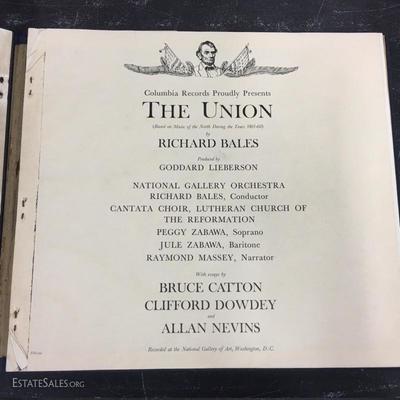 Columbia Records Proudly Presents
THE UNION
(Based on Music of the North During the Years 1861-65)
by
RICHARD BALES
Produced by
GODDARD LIEBERSON
NATIONAL GALLERY ORCHESTRA
RICHARD BALES, Conductor
CANTATA CHOIR, LUTHERAN CHURCH OF
THE REFORMATION
PEGGY ZABAWA, Soprano
JULE ZABAWA, Baritone
RAYMOND MASSEY, Narrator
With essays by
BRUCE CATTON
CLIFFORD DOWDEY
and
ALLAN NEVINS
Recorded at the National Gallery of Art, Washington, D.C.
ESTATESALES.ORG